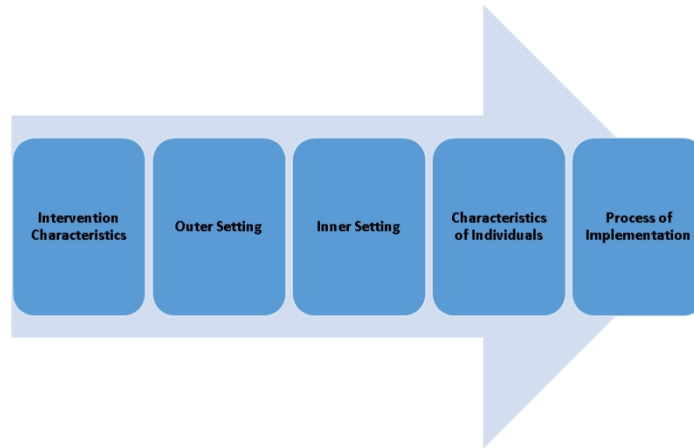 Intervention
Characteristics
Outer Setting
Inner Setting
Characteristics
of Individuals
Process of
Implementation